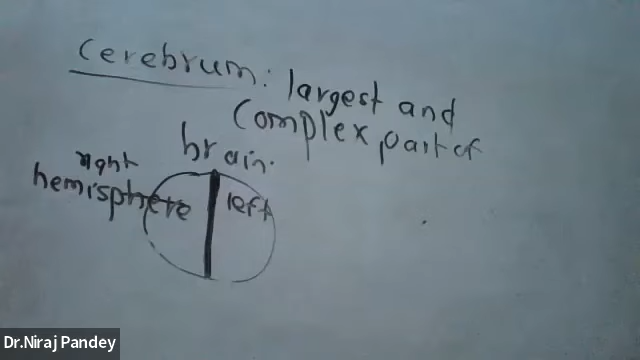 Cerebrum: largest and
Complex part of
brain.
right
hemisphere left
Dr.Niraj Pandey